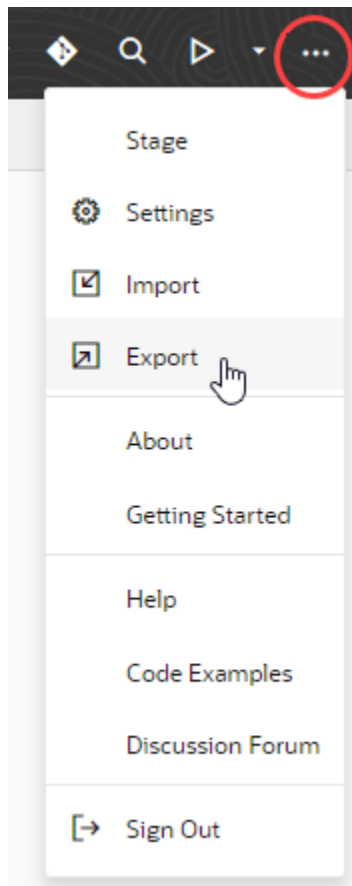 Stage
Settings
Import
Export
About
Getting Started
Help
Code Examples
Discussion Forum
Sign Out